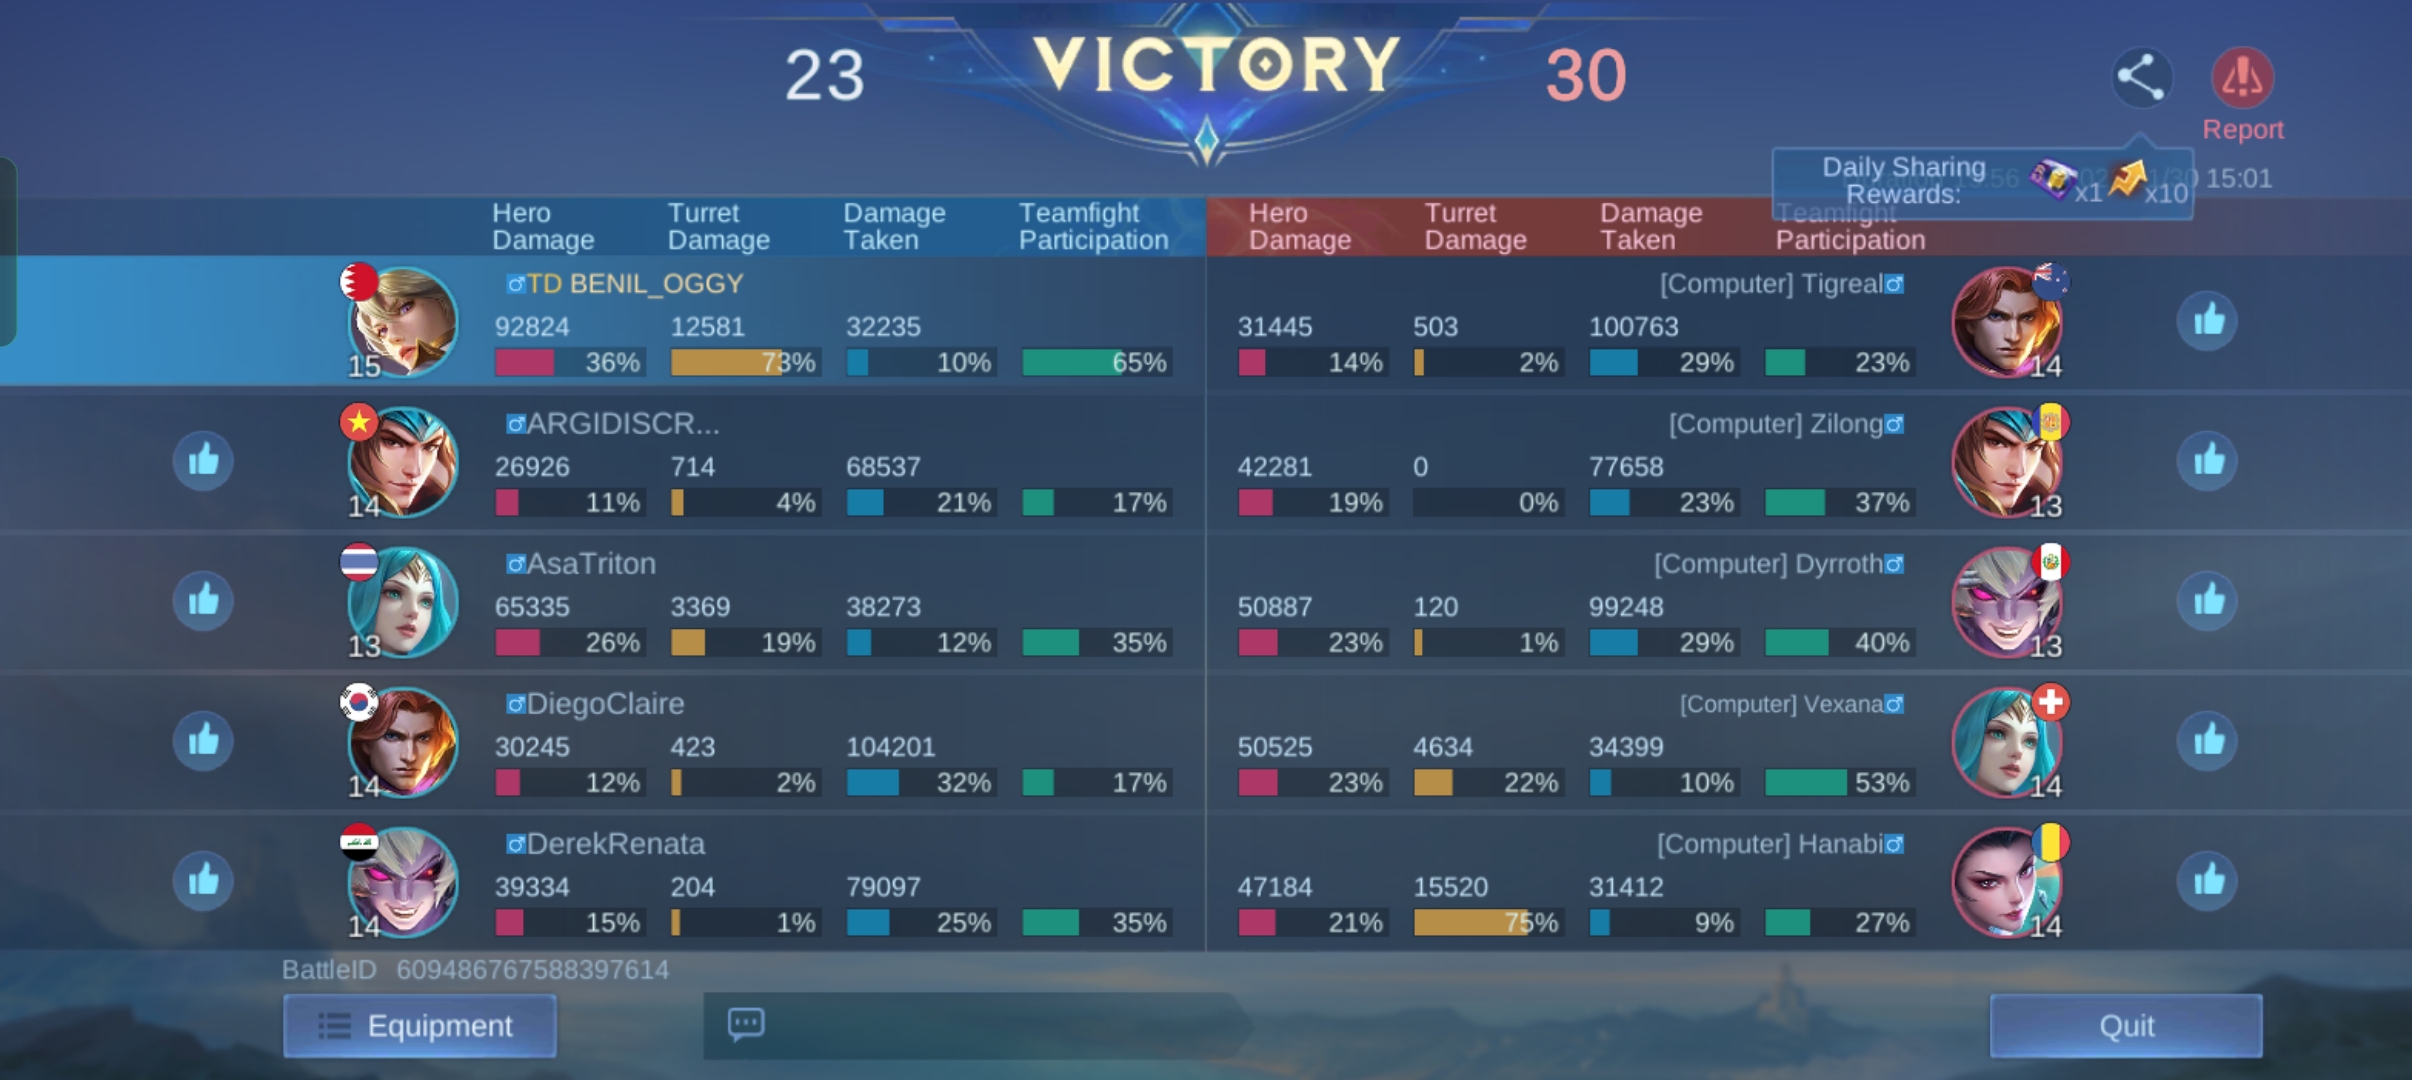 23
VICTORY
30
Report
Daily Sharing
Rewards:
x1
x10
15:01
Hero
Damage
Turret
Damage
Damage
Taken
Teamfight
Participation
Hero
Damage
Turret
Damage
Damage
Taken
Teamfight
Participation
TD BENIL_OGGY
92824 12581 32235
15 36% 73% 10% 65%
[Computer] Tigreal
31445 503 100763
14% 2% 29% 23% 14
ARGIDISCR...
26926 714 68537
14 11% 4% 21% 17%
[Computer] Zilong
42281 0 77658
19% 0% 23% 37% 13
AsaTriton
65335 3369 38273
13 26% 19% 12% 35%
[Computer] Dyrroth
50887 120 99248
23% 1% 29% 40% 13
DiegoClaire
30245 423 104201
14 12% 2% 32% 17%
[Computer] Vexana
50525 4634 34399
23% 22% 10% 53% 14
DerekRenata
39334 204 79097
14 15% 1% 25% 35%
[Computer] Hanabi
47184 15520 31412
21% 75% 9% 27% 14
BattleID 609486767588397614
Equipment
Quit